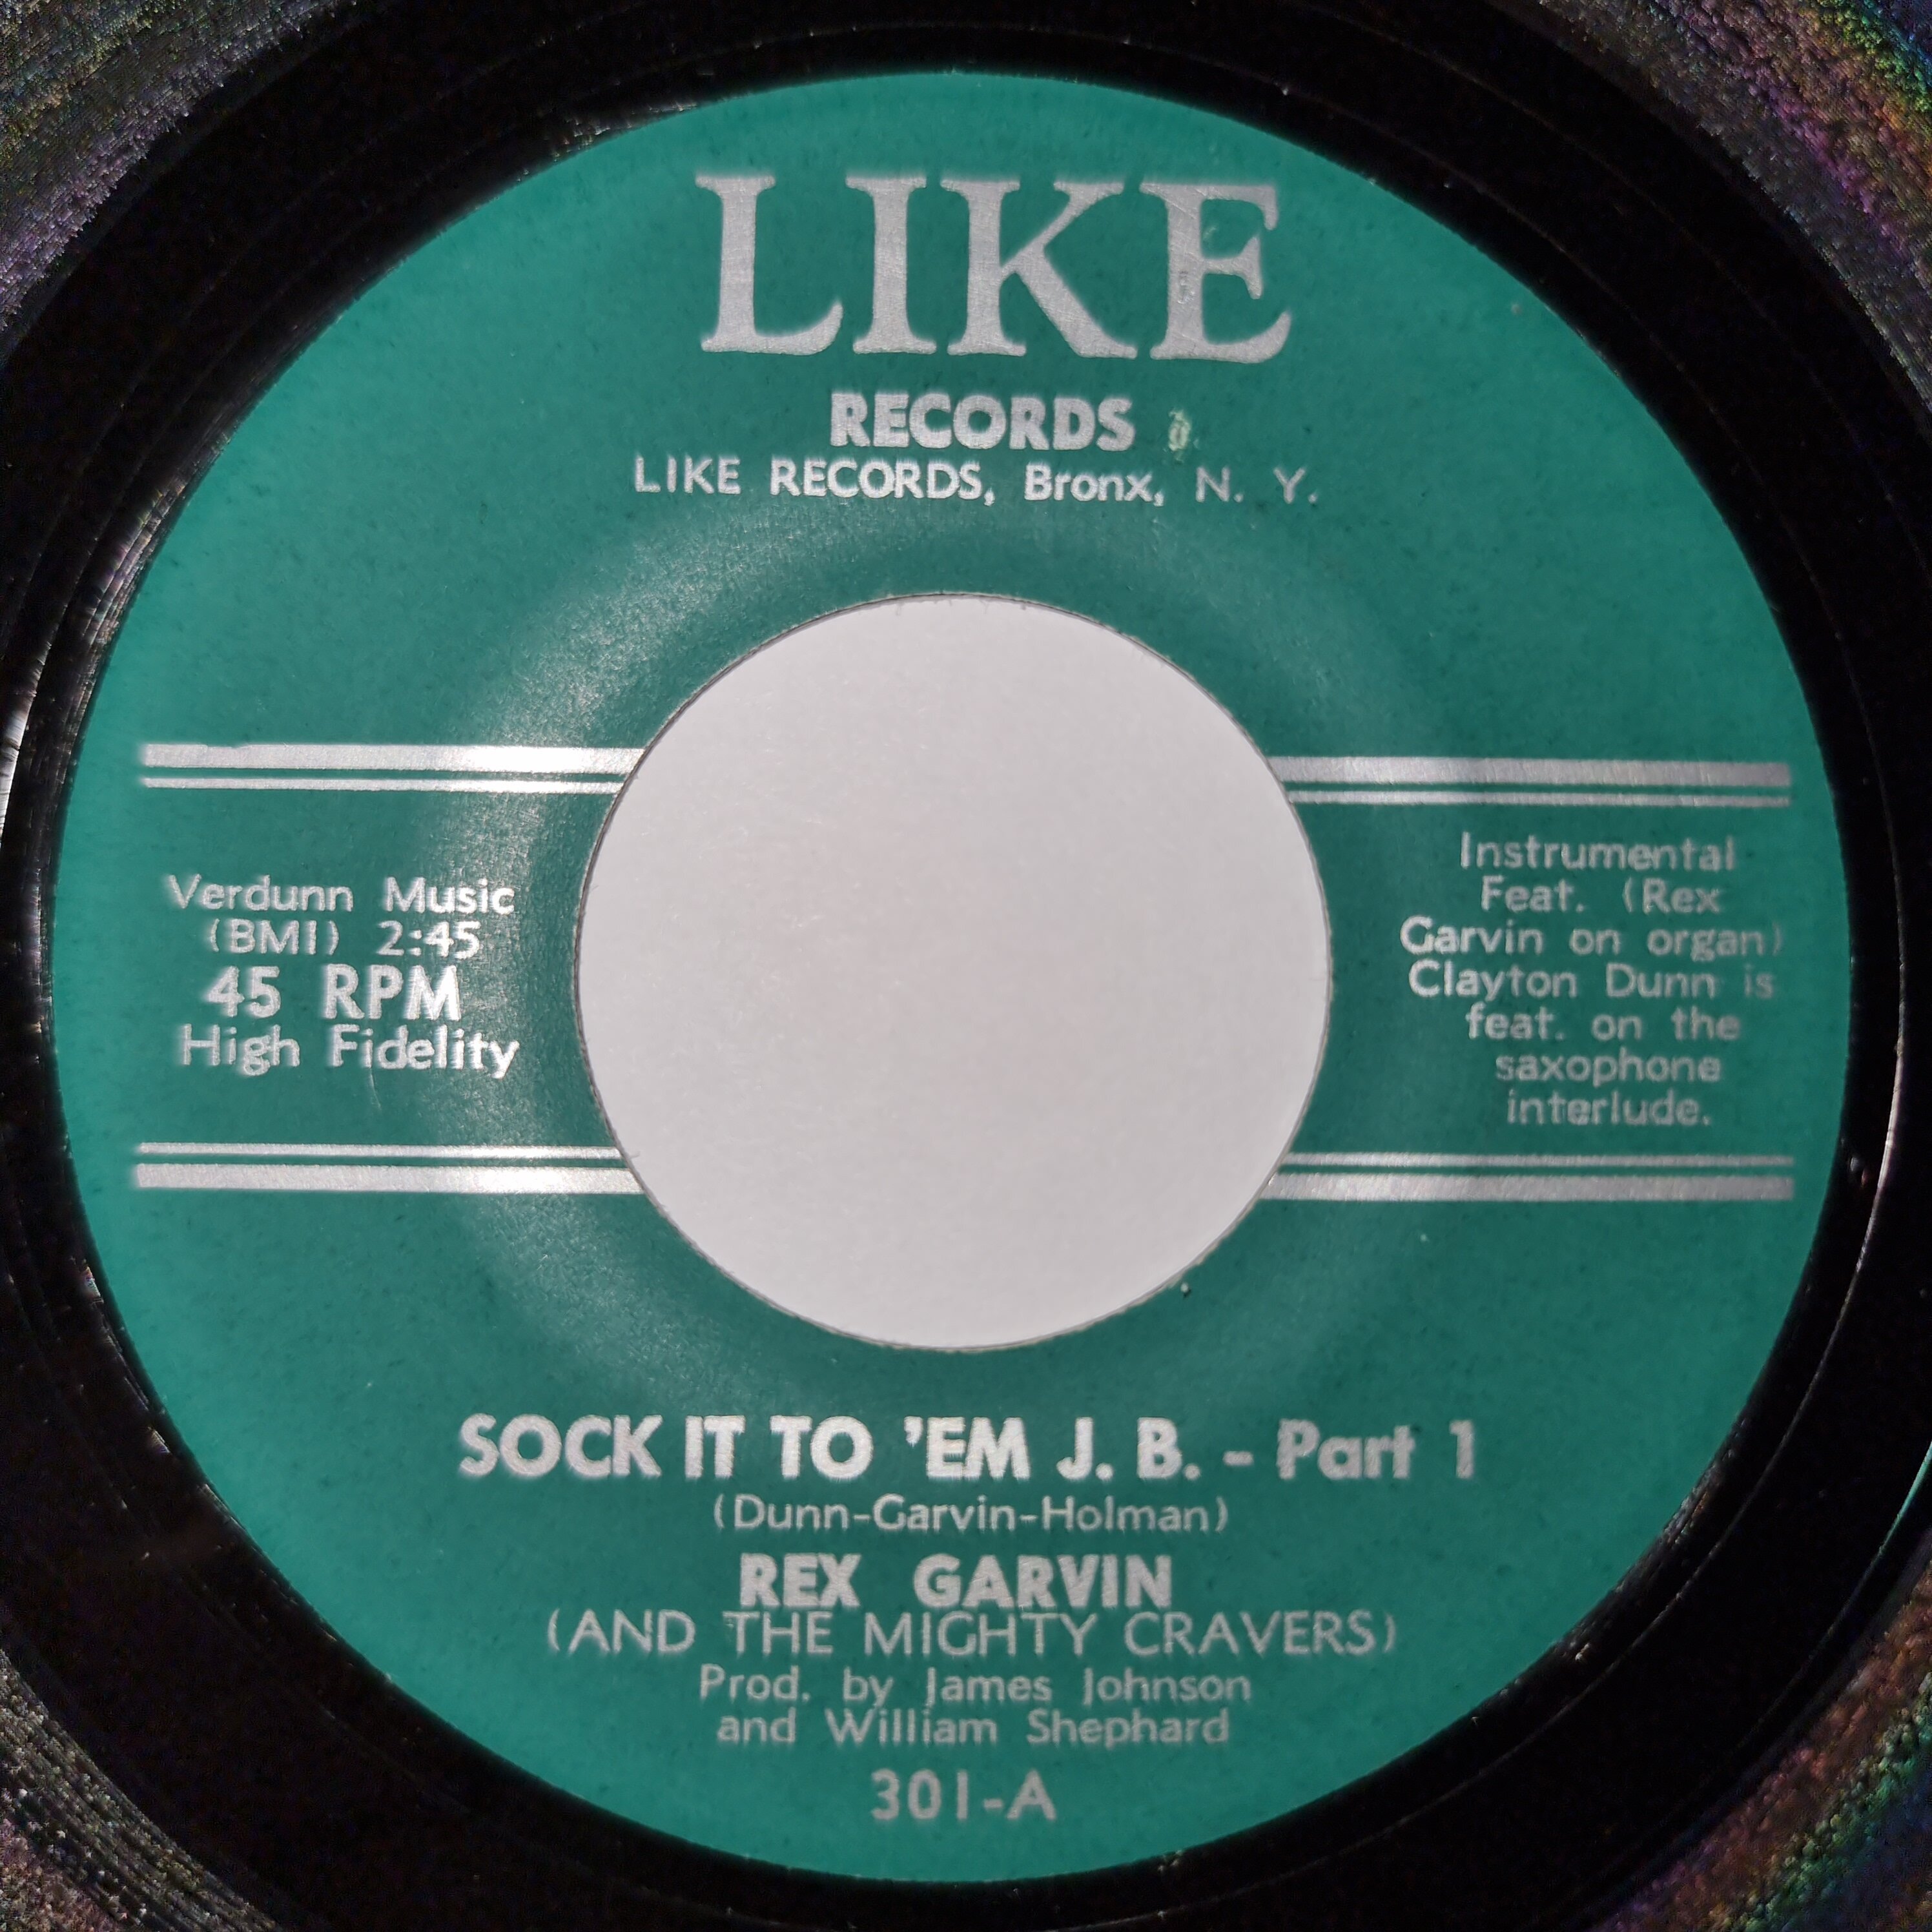 LIKE
RECORDS
LIKE RECORDS, Bronx, N. Y.
Verdunn Music
(BMI) 2:45
45 RPM
High Fidelity
Instrumental
Feat. (Rex
Garvin on organ)
Clayton Dunn is
feat. on the
saxophone
interlude.
SOCK IT TO 'EM J. B. - Part 1
(Dunn-Garvin-Holman)
REX GARVIN
(AND THE MIGHTY CRAVERS)
Prod. by James Johnson
and William Shephard
301-A